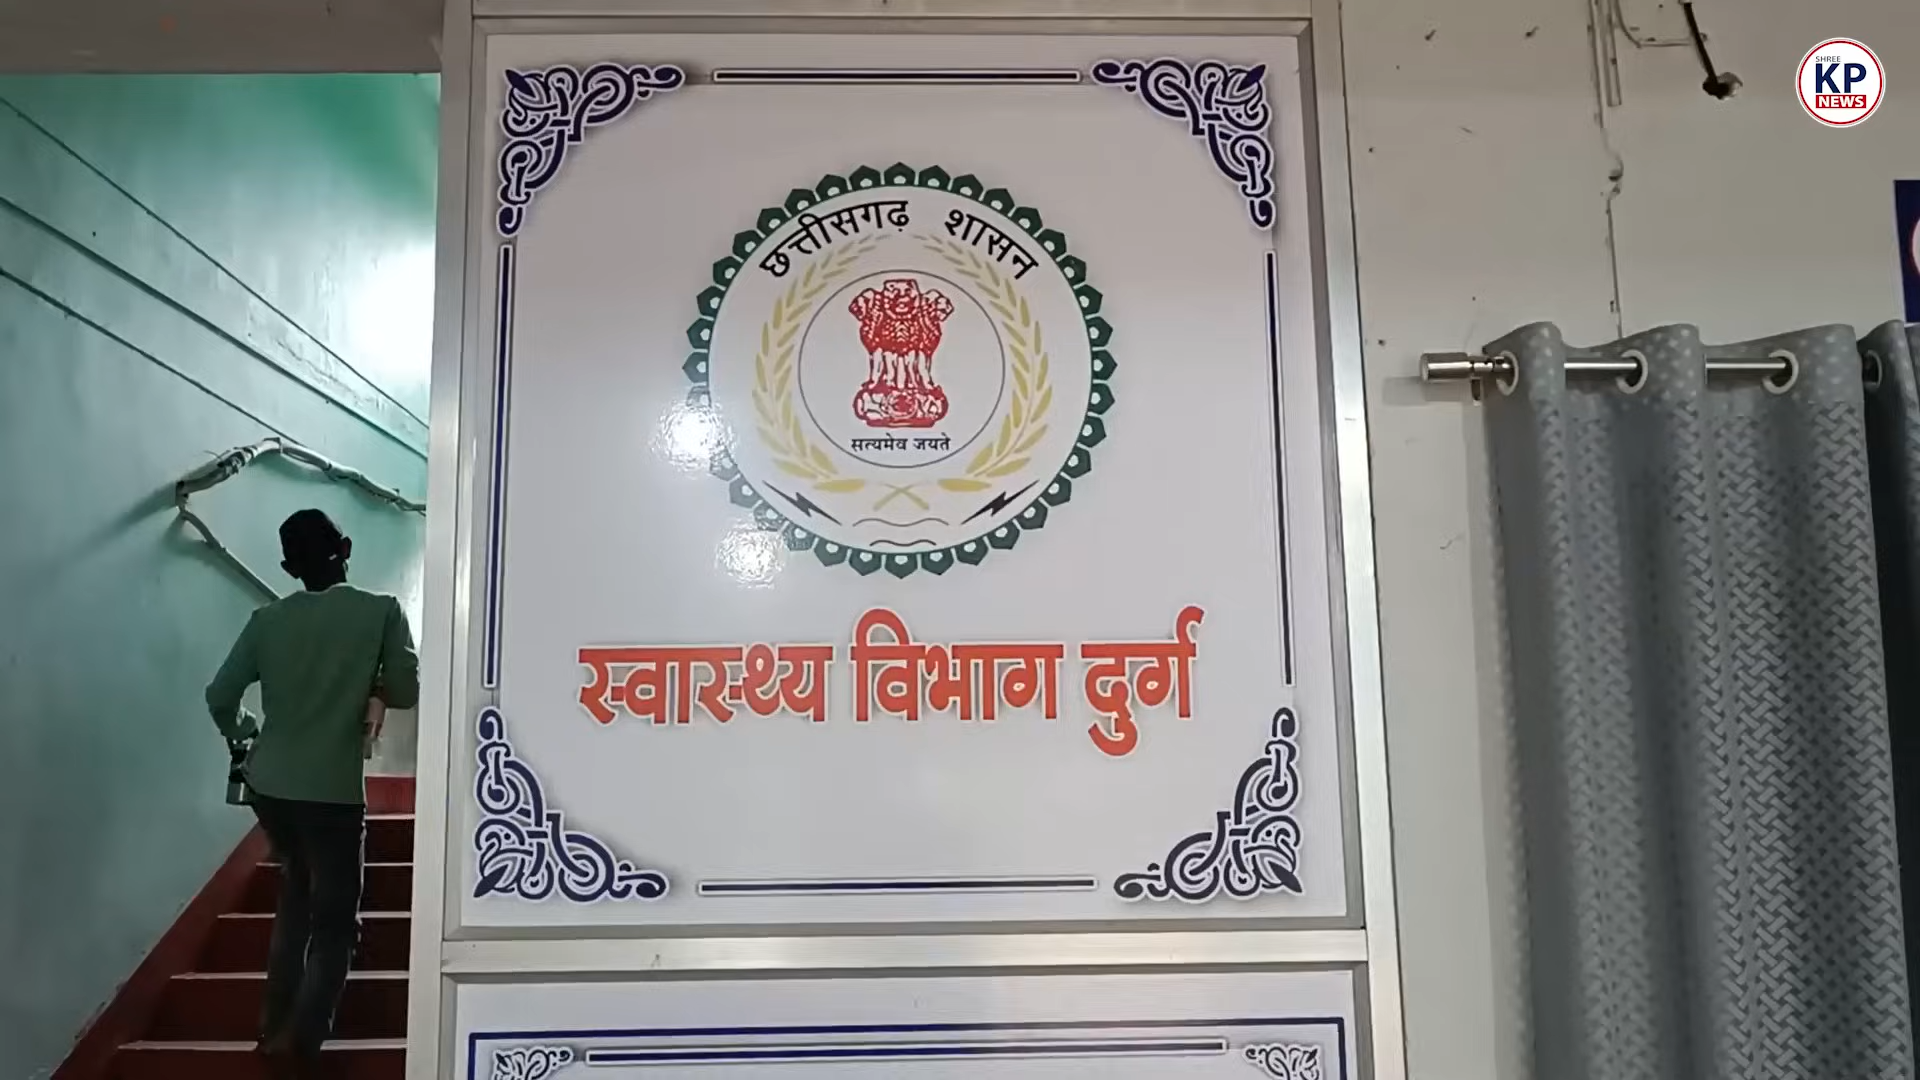 SHREE
KP
NEWS
छत्तीसगढ़ शासन
सत्यमेव जयते
स्वास्थ्य विभाग दुर्ग